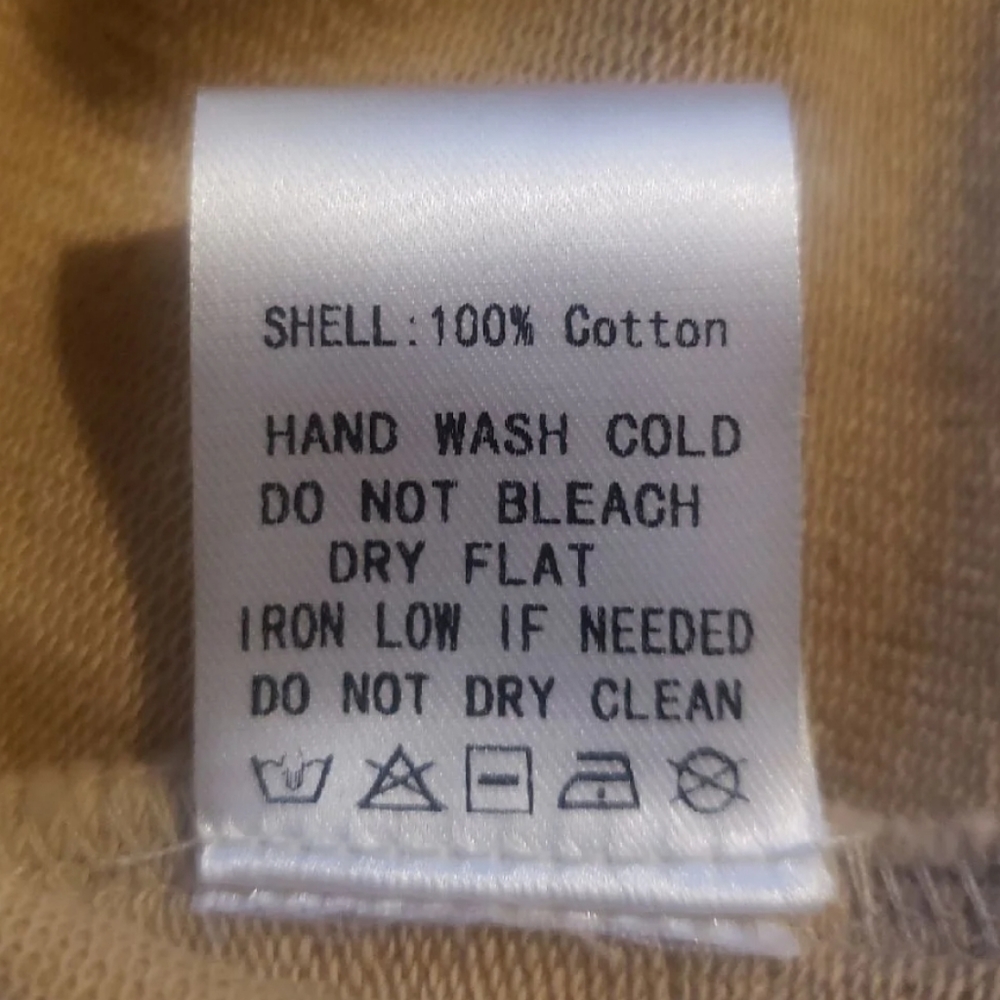 SHELL:100% Cotton
HAND WASH COLD
DO NOT BLEACH
DRY FLAT
IRON LOW IF NEEDED
DO NOT DRY CLEAN